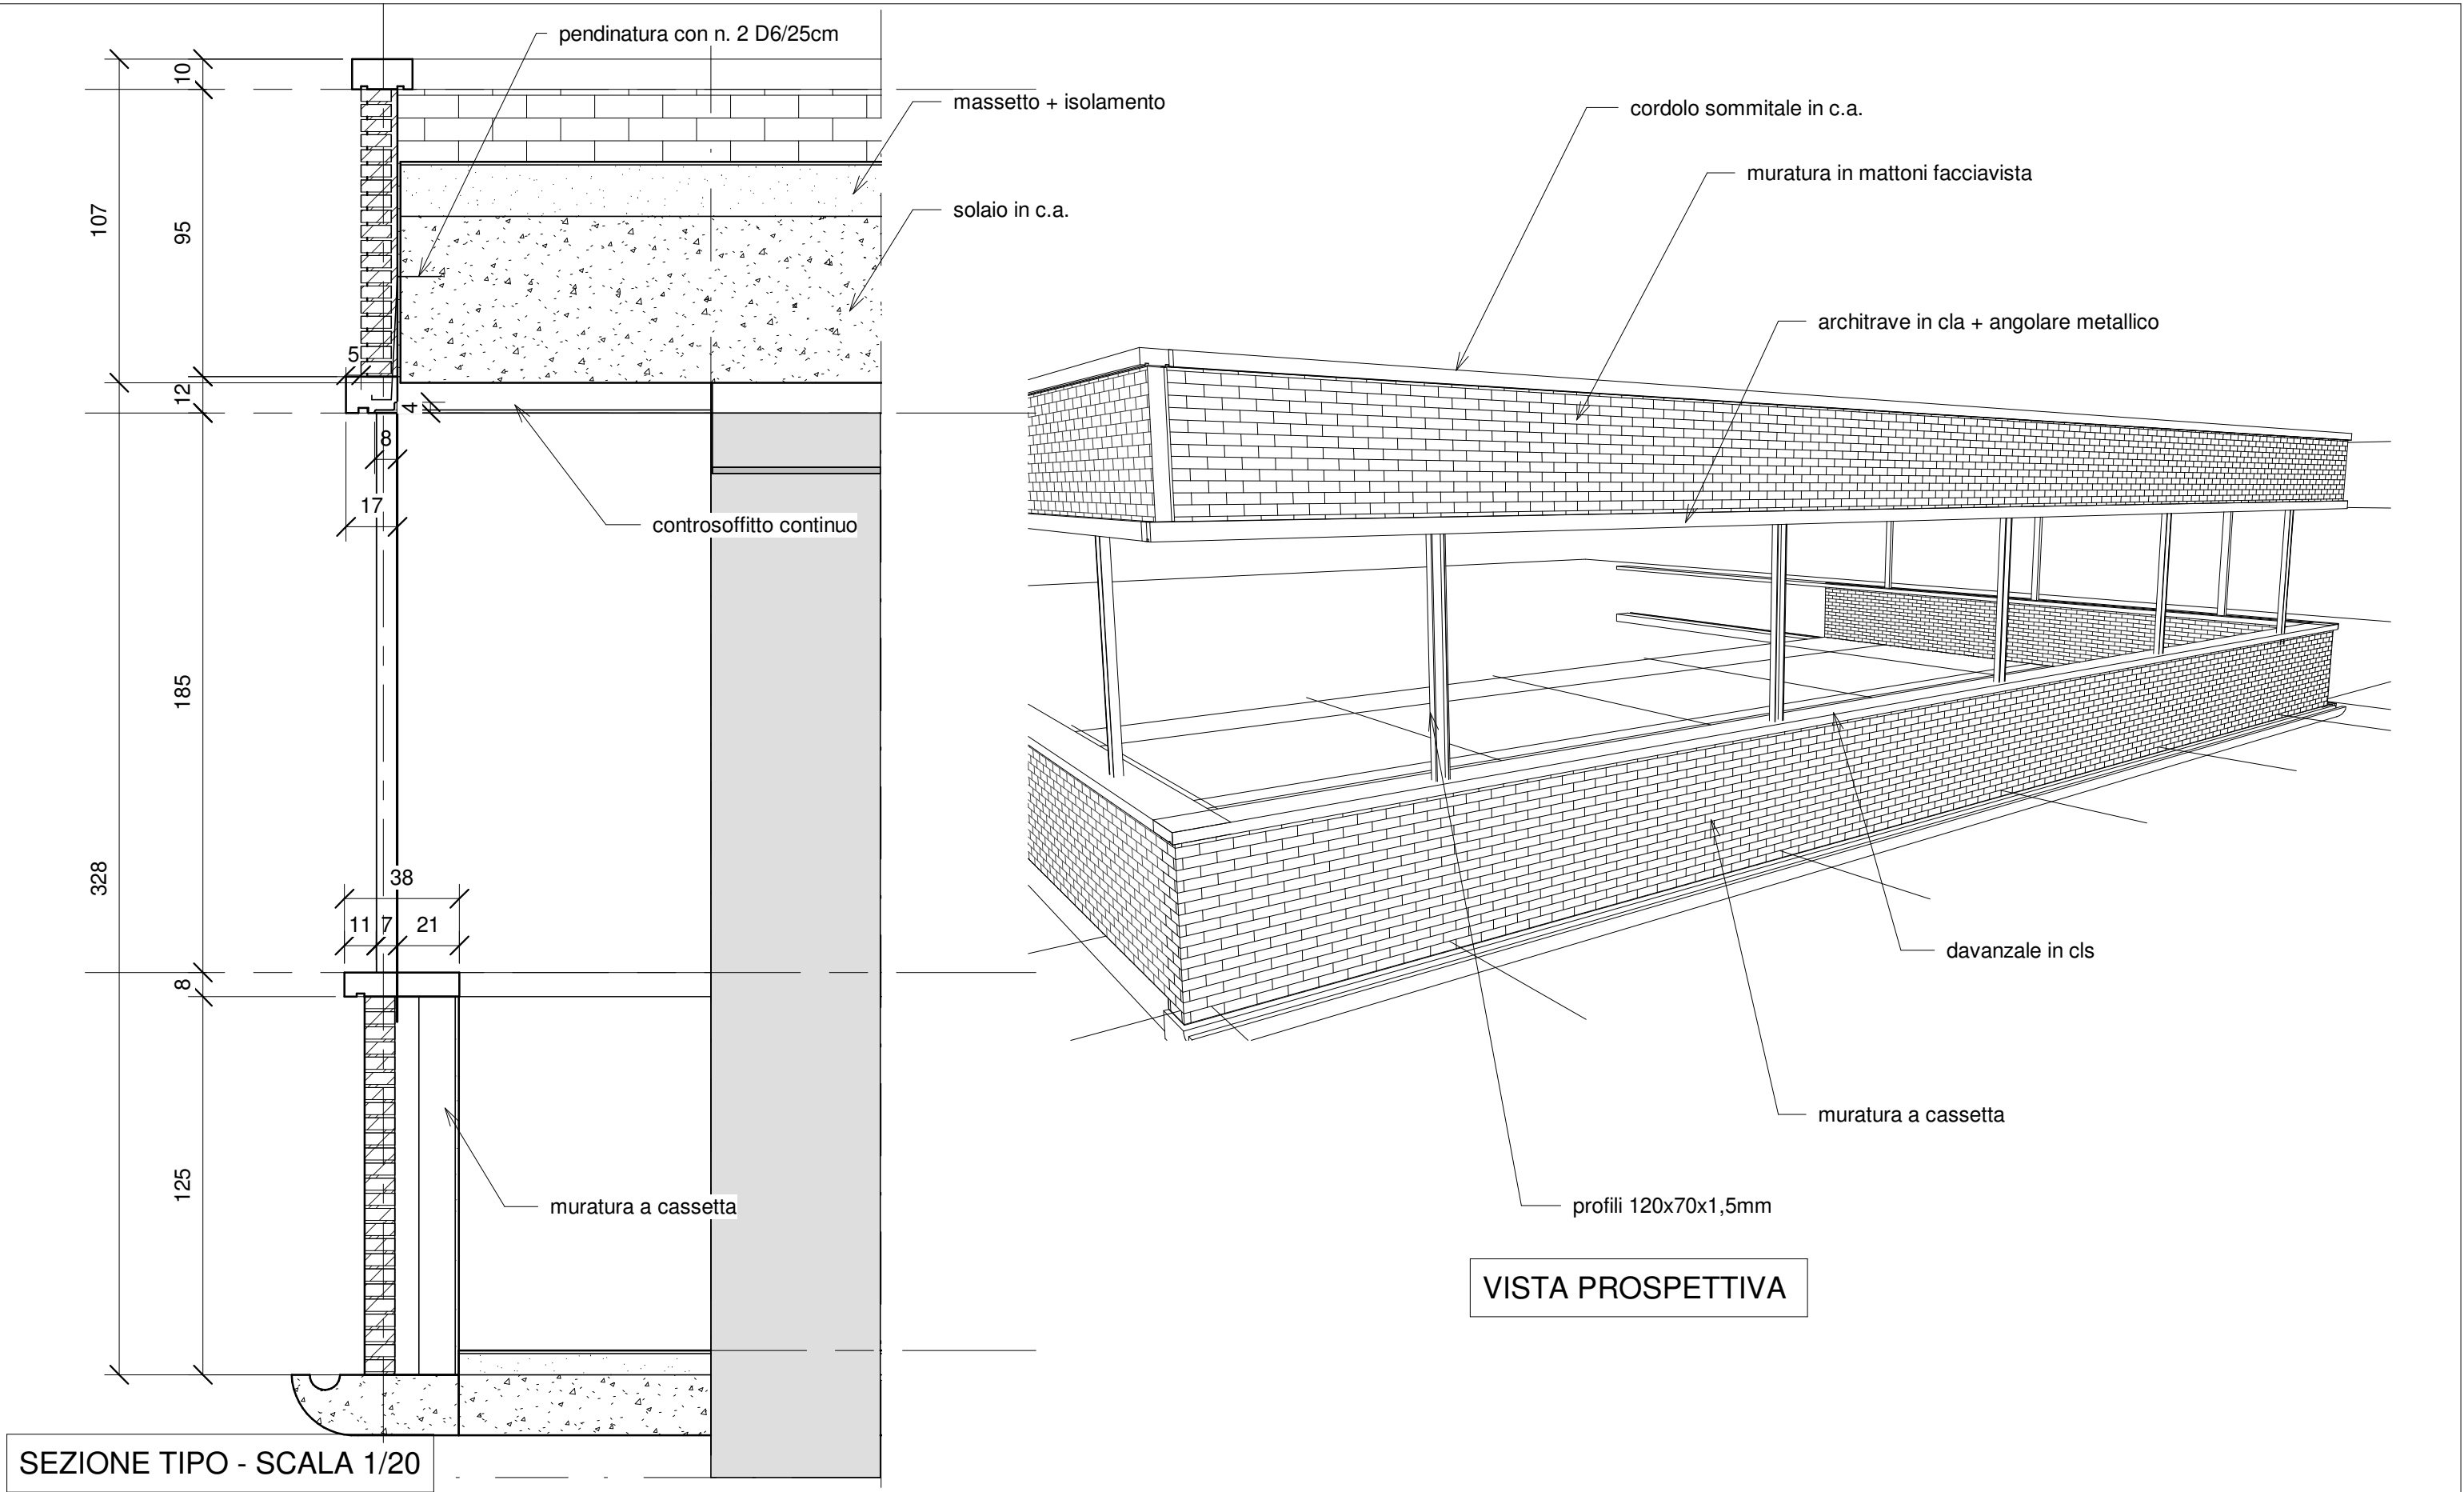 pendinatura con n. 2 D6/25cm
massetto + isolamento
solaio in c.a.
controsoffitto continuo
muratura a cassetta
10
95
107
5
12
4
8
17
185
328
38
11
7
21
8
125
SEZIONE TIPO - SCALA 1/20
cordolo sommitale in c.a.
muratura in mattoni facciavista
architrave in cla + angolare metallico
davanzale in cls
muratura a cassetta
profili 120x70x1,5mm
VISTA PROSPETTIVA